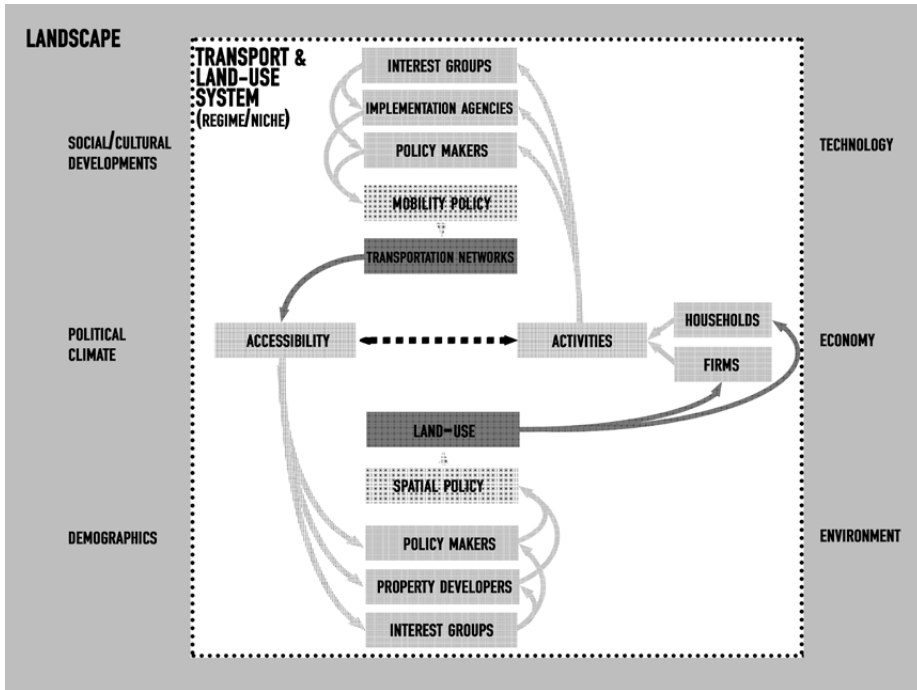 LANDSCAPE
TRANSPORT &
LAND-USE
SYSTEM
(REGIME/NICHE)
INTEREST GROUPS
IMPLEMENTATION AGENCIES
POLICY MAKERS
MOBILITY POLICY
TRANSPORTATION NETWORKS
SOCIAL/CULTURAL
DEVELOPMENTS
TECHNOLOGY
POLITICAL
CLIMATE
ACCESSIBILITY
ACTIVITIES
HOUSEHOLDS
FIRMS
ECONOMY
LAND-USE
SPATIAL POLICY
POLICY MAKERS
PROPERTY DEVELOPERS
INTEREST GROUPS
DEMOGRAPHICS
ENVIRONMENT